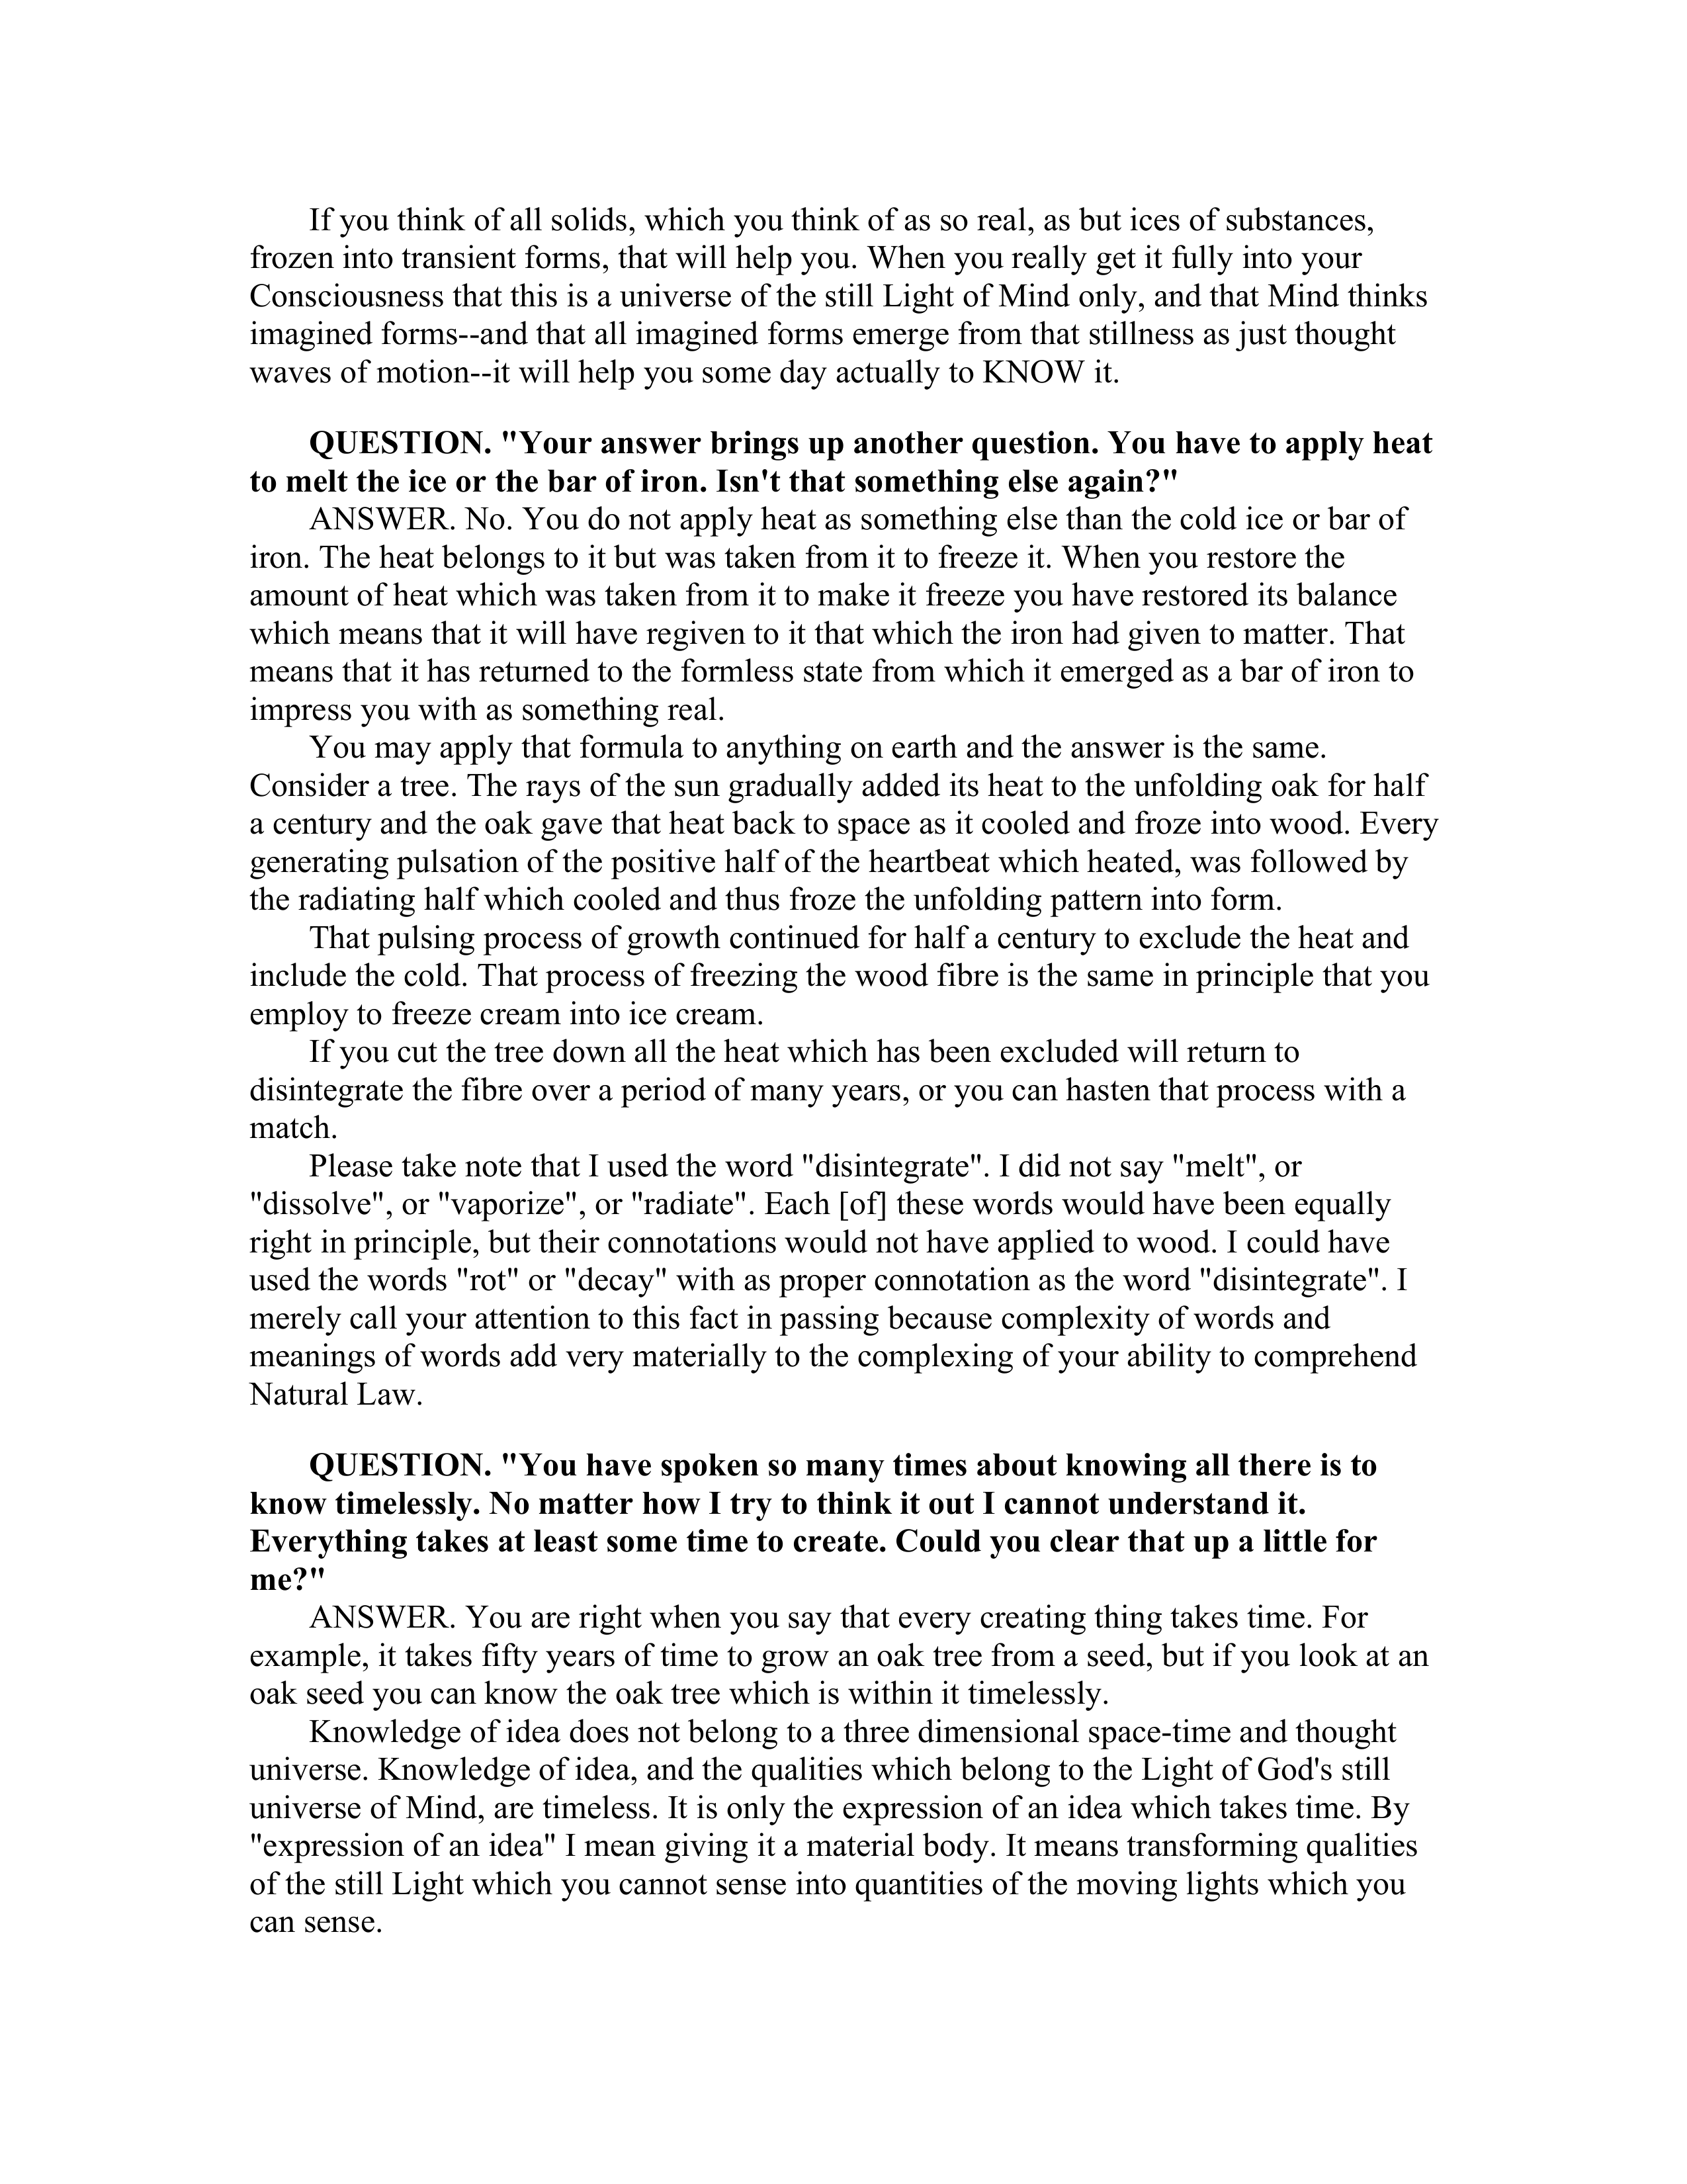 If you think of all solids, which you think of as so real, as but ices of substances,
frozen into transient forms, that will help you. When you really get it fully into your
Consciousness that this is a universe of the still Light of Mind only, and that Mind thinks
imagined forms--and that all imagined forms emerge from that stillness as just thought
waves of motion--it will help you some day actually to KNOW it.
QUESTION. "Your answer brings up another question. You have to apply heat
to melt the ice or the bar of iron. Isn't that something else again?"
ANSWER. No. You do not apply heat as something else than the cold ice or bar of
iron. The heat belongs to it but was taken from it to freeze it. When you restore the
amount of heat which was taken from it to make it freeze you have restored its balance
which means that it will have regiven to it that which the iron had given to matter. That
means that it has returned to the formless state from which it emerged as a bar of iron to
impress you with as something real.
You may apply that formula to anything on earth and the answer is the same.
Consider a tree. The rays of the sun gradually added its heat to the unfolding oak for half
a century and the oak gave that heat back to space as it cooled and froze into wood. Every
generating pulsation of the positive half of the heartbeat which heated, was followed by
the radiating half which cooled and thus froze the unfolding pattern into form.
That pulsing process of growth continued for half a century to exclude the heat and
include the cold. That process of freezing the wood fibre is the same in principle that you
employ to freeze cream into ice cream.
If you cut the tree down all the heat which has been excluded will return to
disintegrate the fibre over a period of many years, or you can hasten that process with a
match.
Please take note that I used the word "disintegrate". I did not say "melt", or
"dissolve", or "vaporize", or "radiate". Each [of] these words would have been equally
right in principle, but their connotations would not have applied to wood. I could have
used the words "rot" or "decay" with as proper connotation as the word "disintegrate". I
merely call your attention to this fact in passing because complexity of words and
meanings of words add very materially to the complexing of your ability to comprehend
Natural Law.
QUESTION. "You have spoken so many times about knowing all there is to
know timelessly. No matter how I try to think it out I cannot understand it.
Everything takes at least some time to create. Could you clear that up a little for
me?"
ANSWER. You are right when you say that every creating thing takes time. For
example, it takes fifty years of time to grow an oak tree from a seed, but if you look at an
oak seed you can know the oak tree which is within it timelessly.
Knowledge of idea does not belong to a three dimensional space-time and thought
universe. Knowledge of idea, and the qualities which belong to the Light of God's still
universe of Mind, are timeless. It is only the expression of an idea which takes time. By
"expression of an idea" I mean giving it a material body. It means transforming qualities
of the still Light which you cannot sense into quantities of the moving lights which you
can sense.